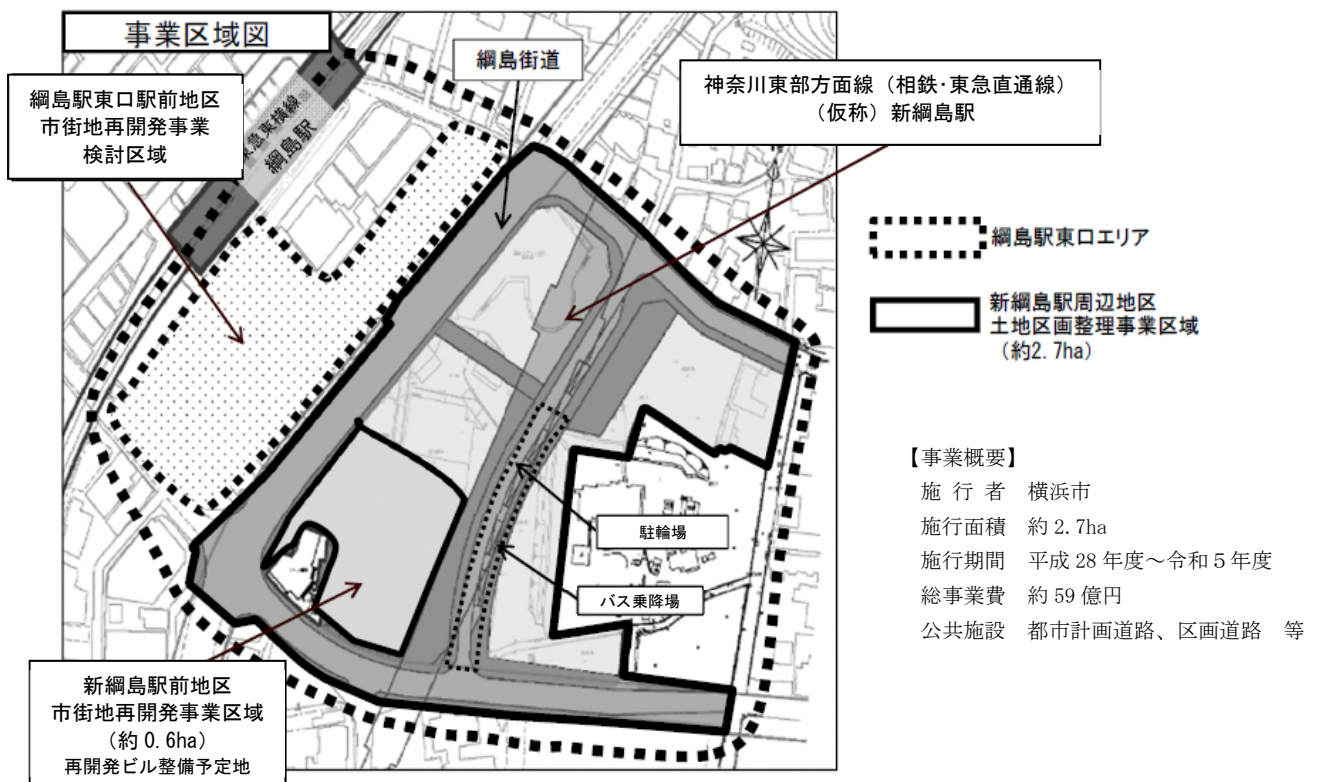 事業区域図
綱島街道
神奈川東部方面線（相鉄・東急直通線）
（仮称）新綱島駅
綱島駅東口駅前地区
市街地再開発事業
検討区域
東急東横線
綱島駅
綱島駅東口エリア
新綱島駅周辺地区
土地区画整理事業区域
（約2.7ha）
【事業概要】
施 行 者　横浜市
施行面積　約 2.7ha
施行期間　平成 28 年度～令和 5 年度
総事業費　約 59 億円
公共施設　都市計画道路、区画道路　等
駐輪場
バス乗降場
新綱島駅前地区
市街地再開発事業区域
（約 0.6ha）
再開発ビル整備予定地